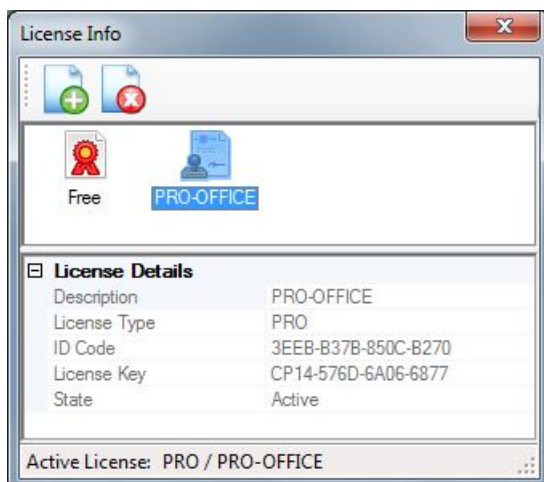 License Info
Free PRO-OFFICE
License Details
Description PRO-OFFICE
License Type PRO
ID Code 3EEB-B37B-850C-B270
License Key CP14-576D-6A06-6877
State Active
Active License: PRO / PRO-OFFICE